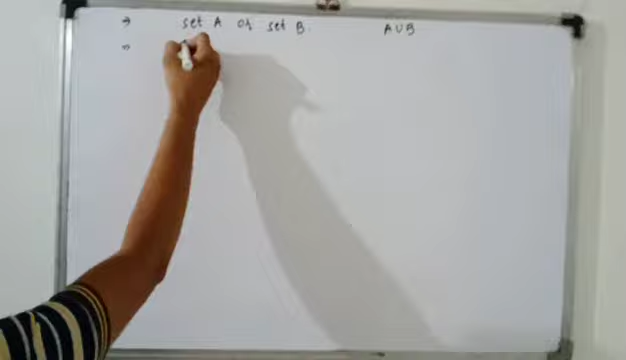 → set A or set B. A∪B
⇒